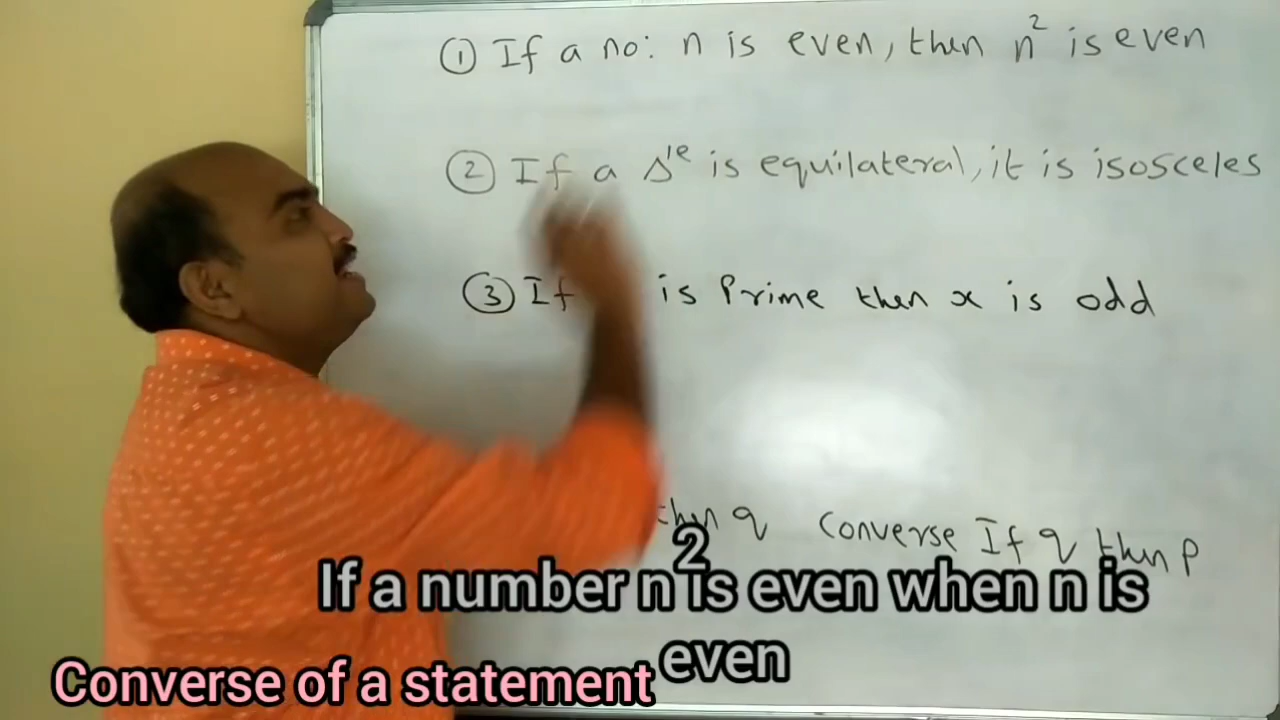 ① If a no: n is even, then n² is even
② If a Δˡᵉ is equilateral, it is isosceles
③ If is Prime then x is odd
then q Converse If q then p
If a number n² is even when n is
even
Converse of a statement